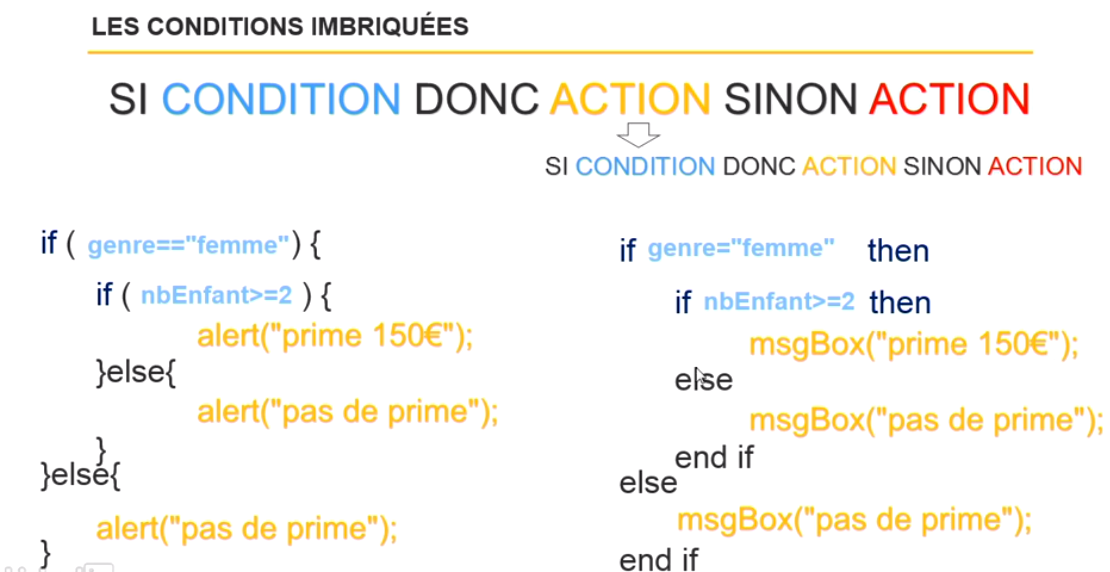 LES CONDITIONS IMBRIQUÉES
SI CONDITION DONC ACTION SINON ACTION
SI CONDITION DONC ACTION SINON ACTION
if ( genre=="femme") {
if ( nbEnfant>=2 ) {
alert("prime 150€");
}else{
alert("pas de prime");
}
}else{
alert("pas de prime");
}
if genre="femme" then
if nbEnfant>=2 then
msgBox("prime 150€");
else
msgBox("pas de prime");
end if
else
msgBox("pas de prime");
end if